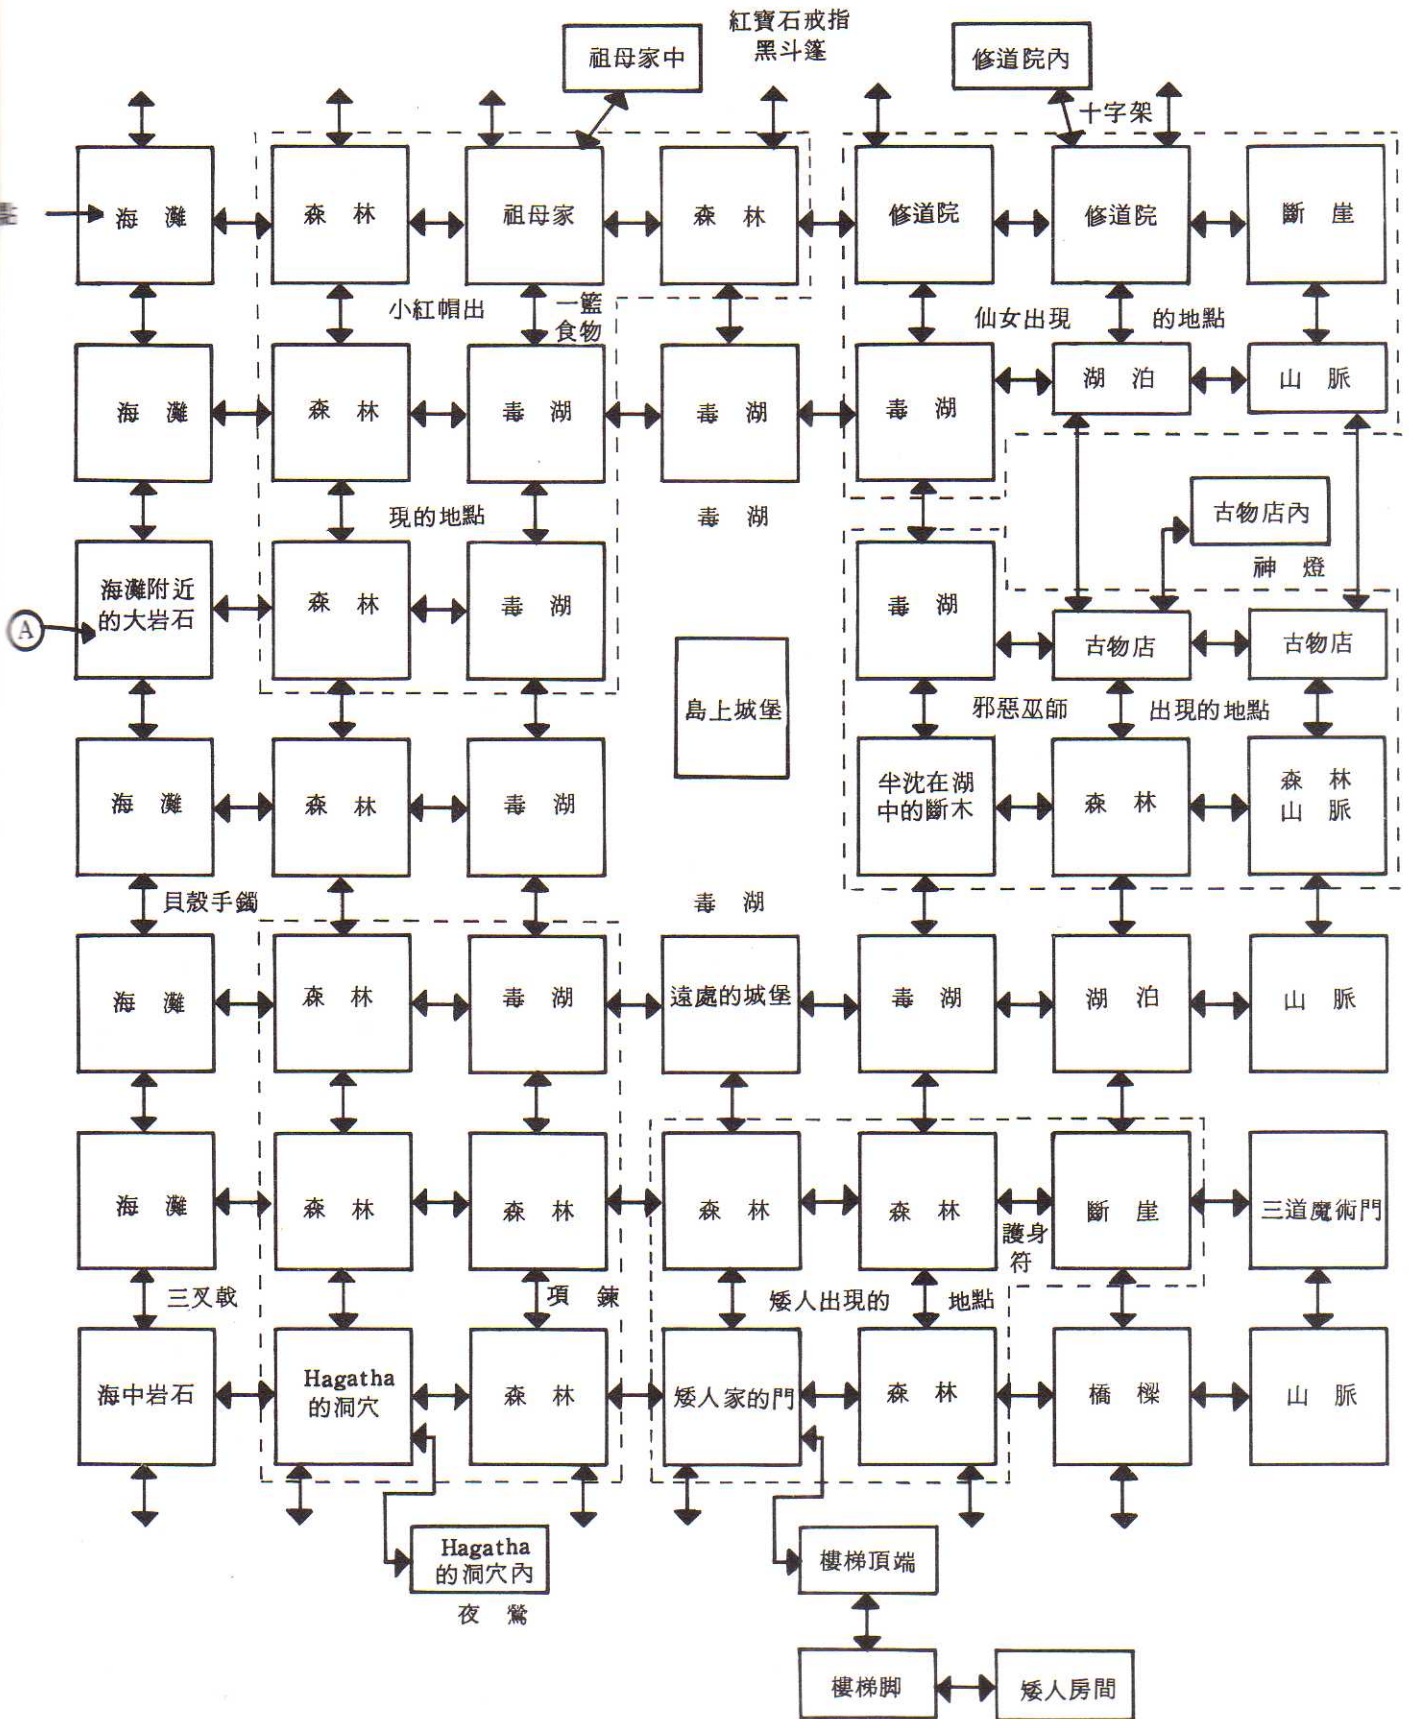 紅寶石戒指
黑斗篷
祖母家中
修道院內
十字架
點
海 灘
森 林
祖母家
森 林
修道院
修道院
斷 崖
小紅帽出
一籃
食物
仙女出現
的地點
海 灘
森 林
毒 湖
毒 湖
毒 湖
湖 泊
山 脈
現的地點
毒 湖
古物店內
神 燈
A
海灘附近
的大岩石
森 林
毒 湖
島上城堡
毒 湖
古物店
古物店
邪惡巫師
出現的地點
海 灘
森 林
毒 湖
半沈在湖
中的斷木
森 林
森 林
山 脈
貝殼手鐲
毒 湖
海 灘
森 林
毒 湖
遠處的城堡
毒 湖
湖 泊
山 脈
海 灘
森 林
森 林
森 林
森 林
護身
符
斷 崖
三道魔術門
三叉戟
項 鍊
矮人出現的
地點
海中岩石
Hagatha
的洞穴
森 林
矮人家的門
森 林
橋 樑
山 脈
Hagatha
的洞穴內
夜 鶯
樓梯頂端
樓梯脚
矮人房間